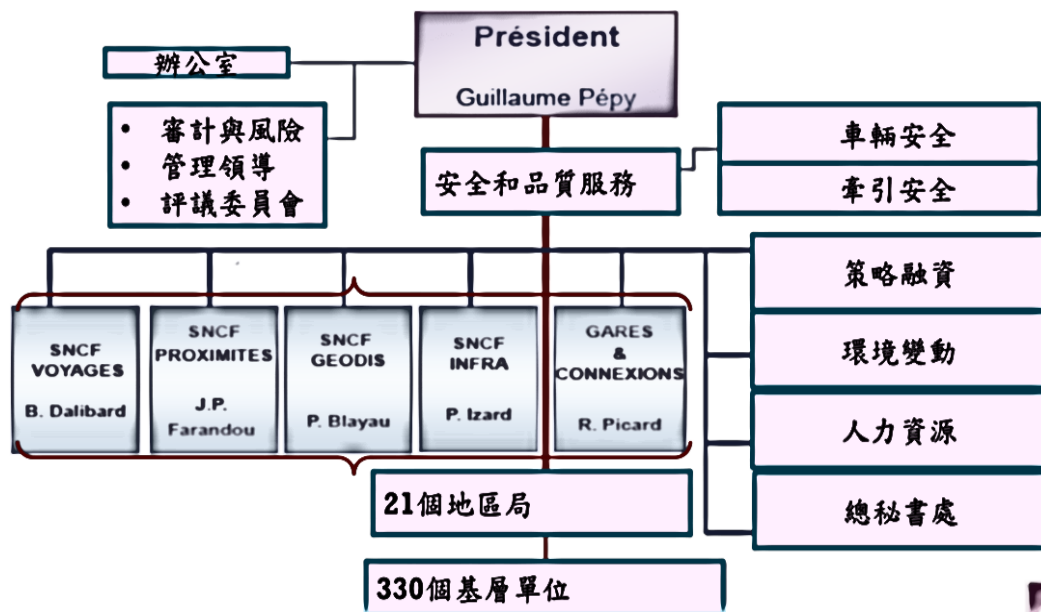 Président
Guillaume Pépy
辦公室
• 審計與風險
• 管理領導
• 評議委員會
安全和品質服務
車輛安全
牽引安全
SNCF
VOYAGES
B. Dalibard
SNCF
PROXIMITES
J.P.
Farandou
SNCF
GEODIS
P. Blayau
SNCF
INFRA
P. Izard
GARES
&
CONNEXIONS
R. Picard
策略融資
環境變動
人力資源
總秘書處
21個地區局
330個基層單位